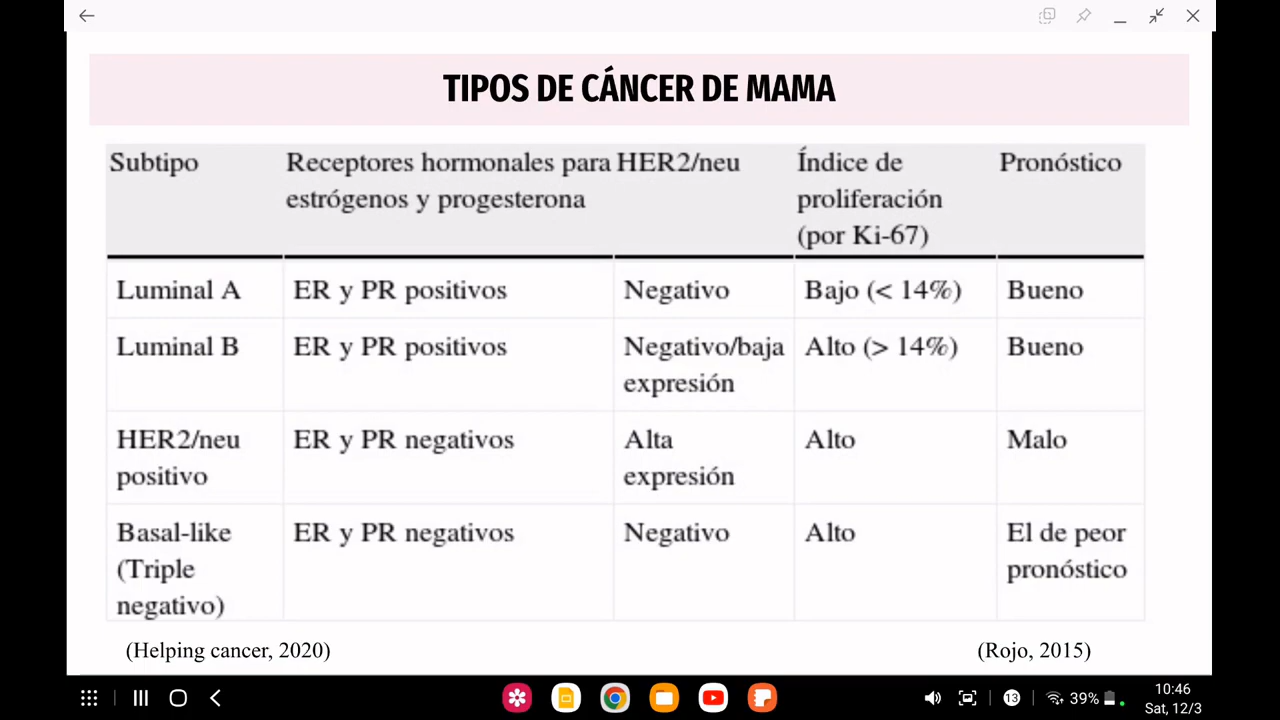 TIPOS DE CÁNCER DE MAMA
Subtipo
Receptores hormonales para estrógenos y progesterona
HER2/neu
Índice de proliferación (por Ki-67)
Pronóstico
Luminal A
ER y PR positivos
Negativo
Bajo (< 14%)
Bueno
Luminal B
ER y PR positivos
Negativo/baja expresión
Alto (> 14%)
Bueno
HER2/neu positivo
ER y PR negativos
Alta expresión
Alto
Malo
Basal-like (Triple negativo)
ER y PR negativos
Negativo
Alto
El de peor pronóstico
(Helping cancer, 2020)
(Rojo, 2015)
13
39%
10:46
Sat, 12/3